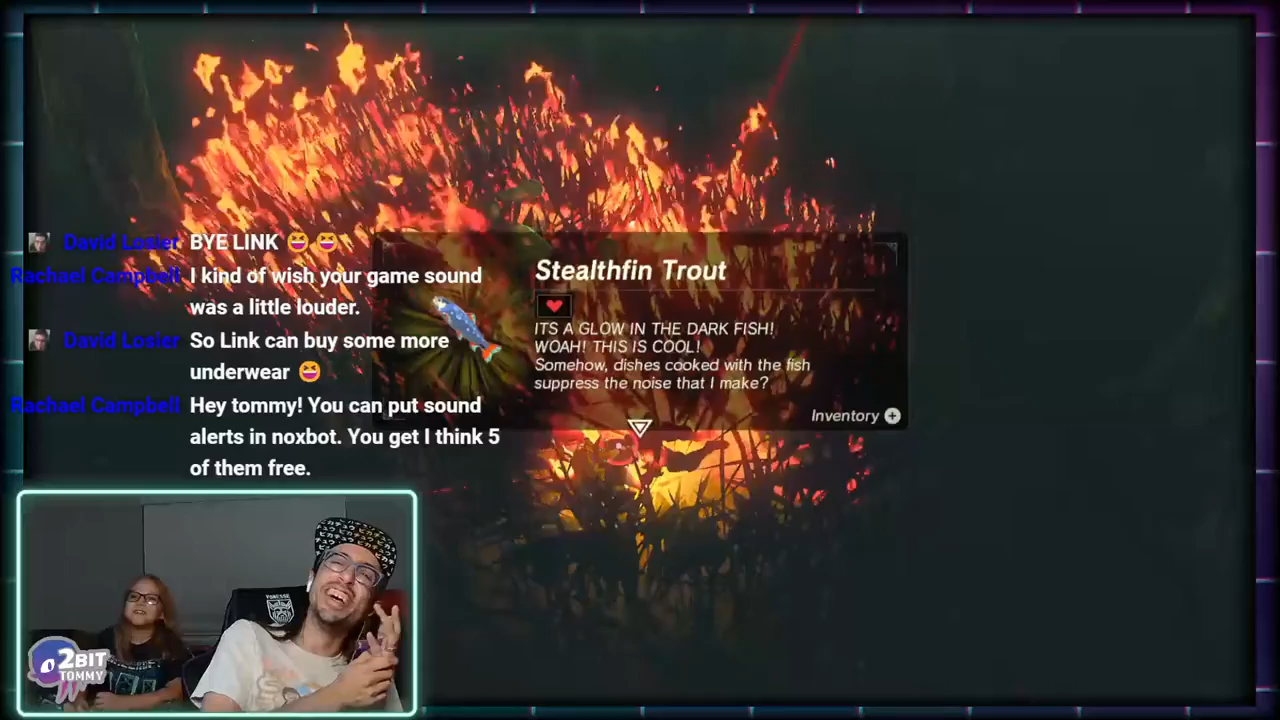 David Losier BYE LINK 😆 😆
Rachael Campbell I kind of wish your game sound
was a little louder.
David Losier So Link can buy some more
underwear 😆
Rachael Campbell Hey tommy! You can put sound
alerts in noxbot. You get I think 5
of them free.
Stealthfin Trout
ITS A GLOW IN THE DARK FISH!
WOAH! THIS IS COOL!
Somehow, dishes cooked with the fish
suppress the noise that I make?
Inventory
2BIT
TOMMY